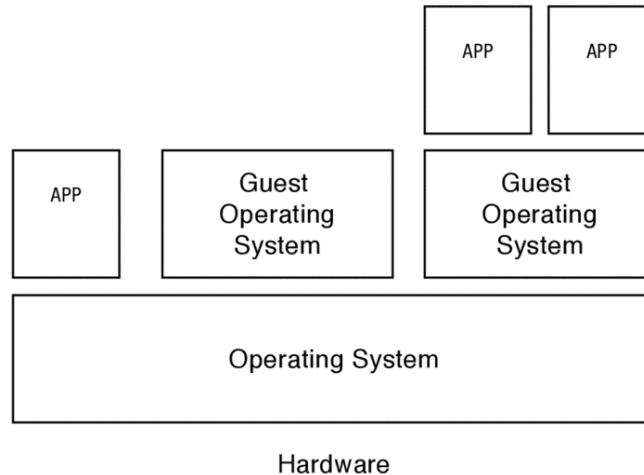 APP
APP
APP
Guest
Operating
System
Guest
Operating
System
Operating System
Hardware